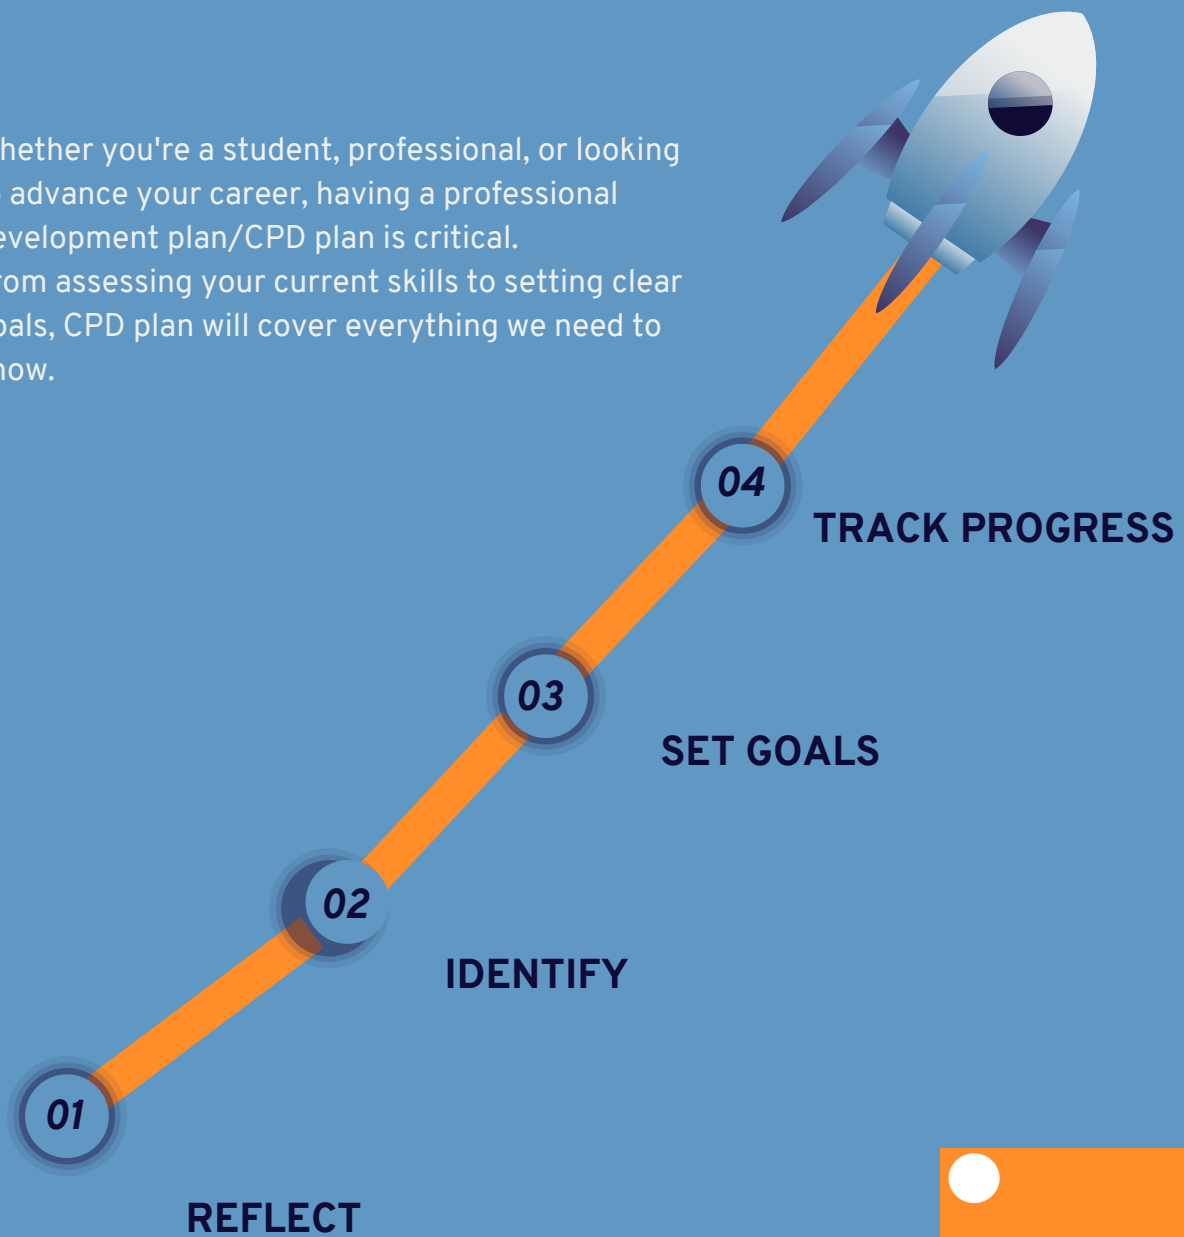 hether you're a student, professional, or looking
advance your career, having a professional
evelopment plan/CPD plan is critical.
rom assessing your current skills to setting clear
oals, CPD plan will cover everything we need to
now.
04
TRACK PROGRESS
03
SET GOALS
02
IDENTIFY
01
REFLECT